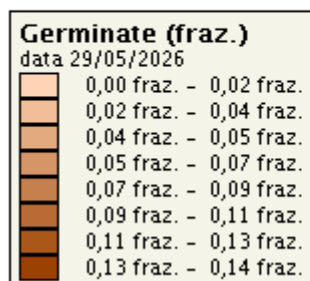 Germinate (fraz.)
data 29/05/2026
0,00 fraz. - 0,02 fraz.
0,02 fraz. - 0,04 fraz.
0,04 fraz. - 0,05 fraz.
0,05 fraz. - 0,07 fraz.
0,07 fraz. - 0,09 fraz.
0,09 fraz. - 0,11 fraz.
0,11 fraz. - 0,13 fraz.
0,13 fraz. - 0,14 fraz.